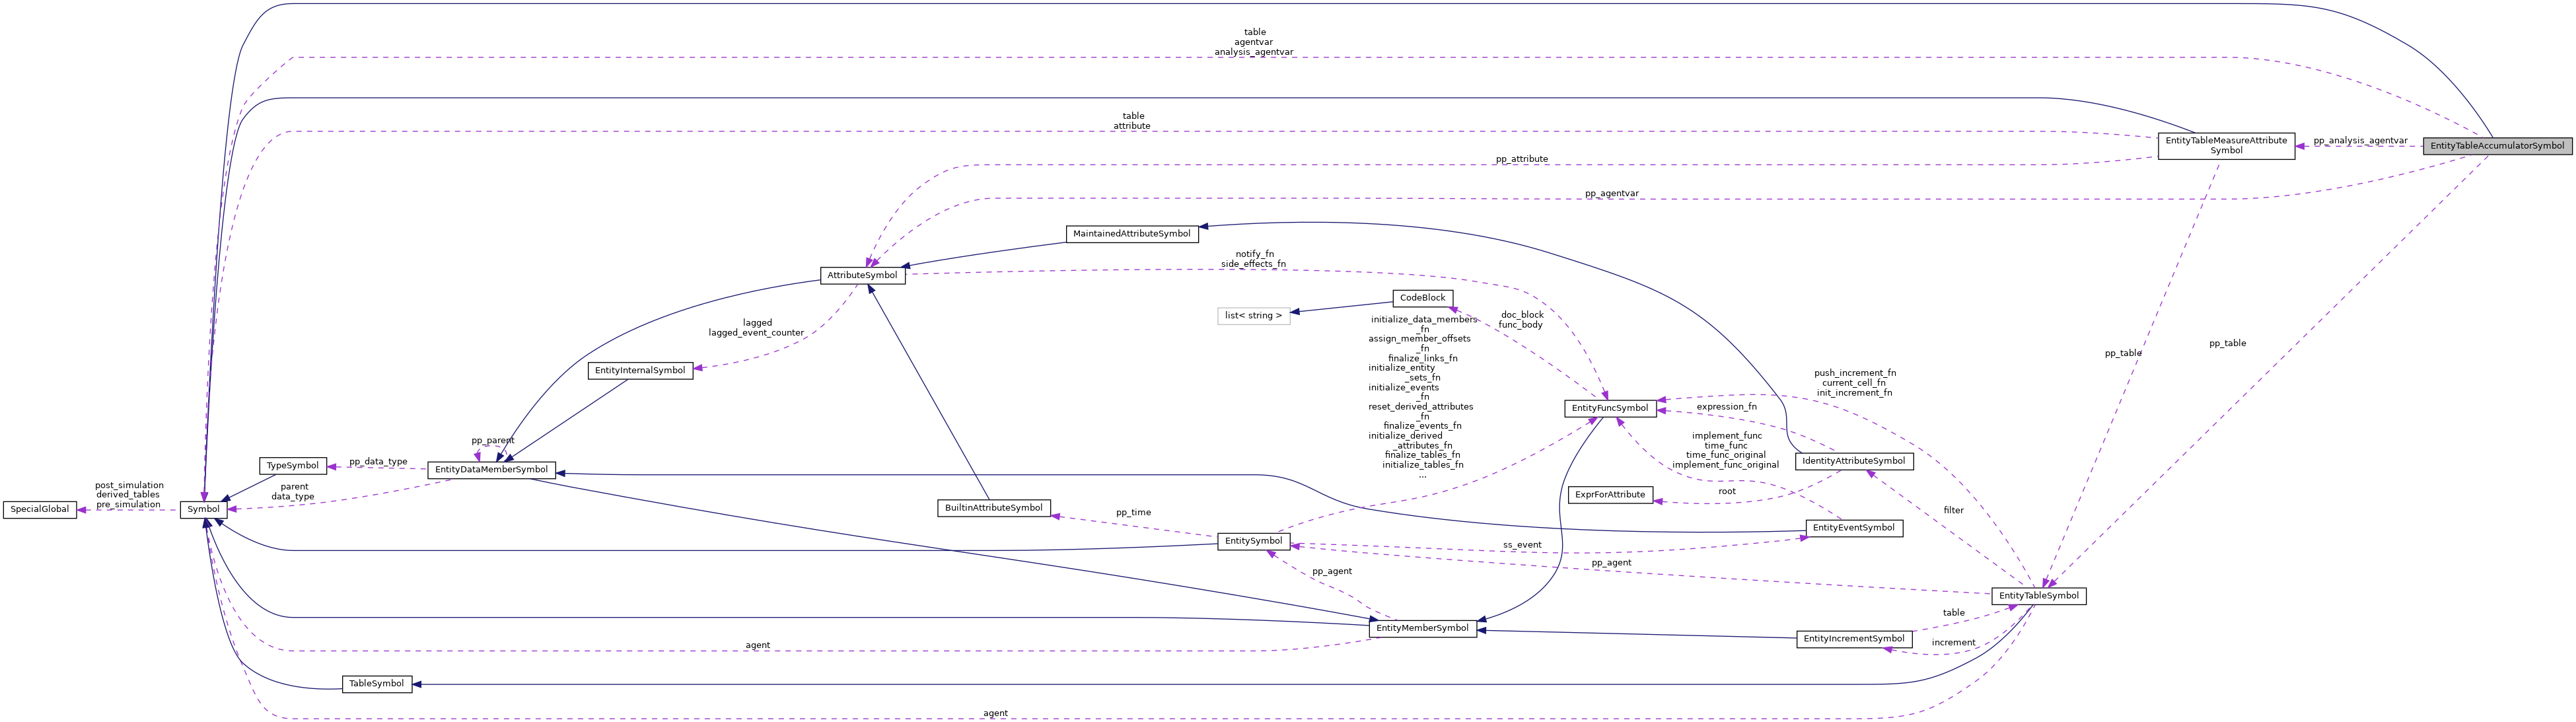 table
agentvar
analysis_agentvar
table
attribute
EntityTableMeasureAttribute
Symbol
pp_analysis_agentvar
EntityTableAccumulatorSymbol
pp_attribute
pp_agentvar
MaintainedAttributeSymbol
notify_fn
side_effects_fn
AttributeSymbol
CodeBlock
list< string >
doc_block
func_body
lagged
lagged_event_counter
initialize_data_members
_fn
assign_member_offsets
_fn
finalize_links_fn
initialize_entity
_sets_fn
initialize_events
_fn
reset_derived_attributes
_fn
finalize_events_fn
initialize_derived
_attributes_fn
finalize_tables_fn
initialize_tables_fn
...
pp_table
pp_table
EntityInternalSymbol
push_increment_fn
current_cell_fn
init_increment_fn
EntityFuncSymbol
expression_fn
pp_parent
implement_func
time_func
time_func_original
implement_func_original
TypeSymbol
pp_data_type
EntityDataMemberSymbol
IdentityAttributeSymbol
post_simulation
derived_tables
pre_simulation
parent
data_type
ExprForAttribute
root
SpecialGlobal
Symbol
BuiltinAttributeSymbol
pp_time
filter
EntityEventSymbol
EntitySymbol
ss_event
pp_agent
pp_agent
EntityTableSymbol
table
EntityMemberSymbol
EntityIncrementSymbol
increment
agent
TableSymbol
agent